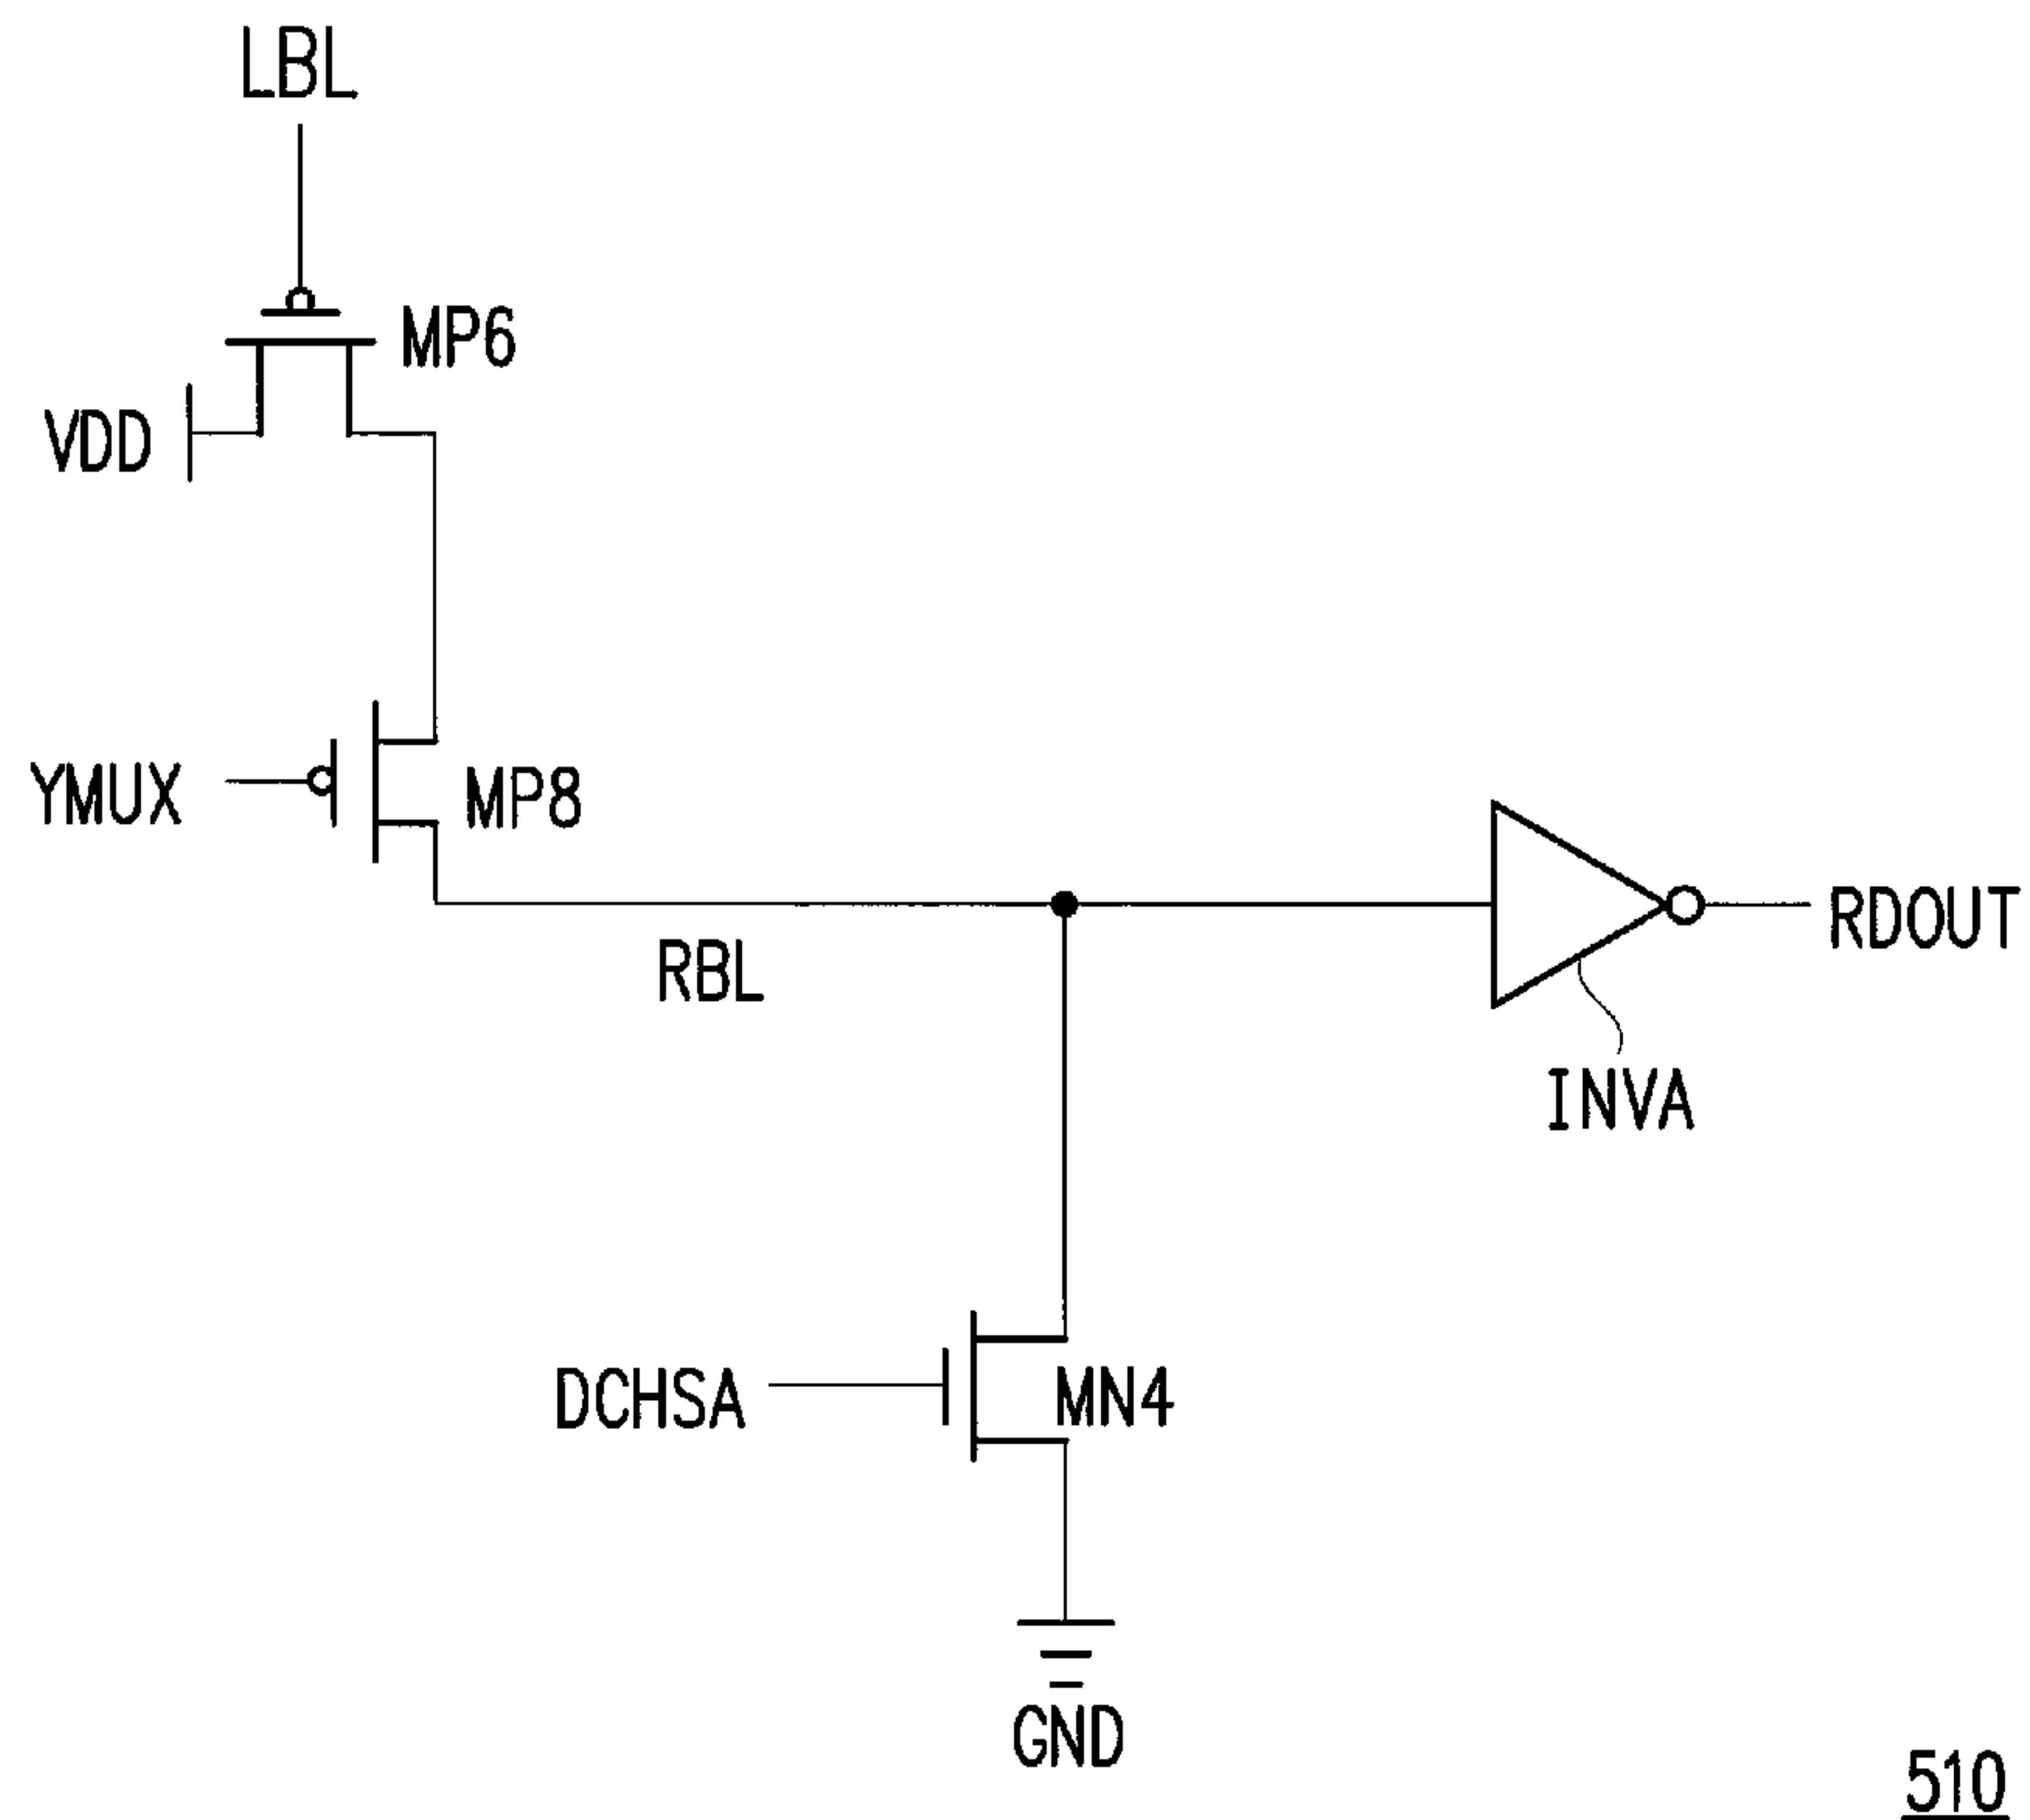 LBL
MP6
VDD
YMUX
MP8
RDOUT
RBL
INVA
DCHSA
MN4
GND
510